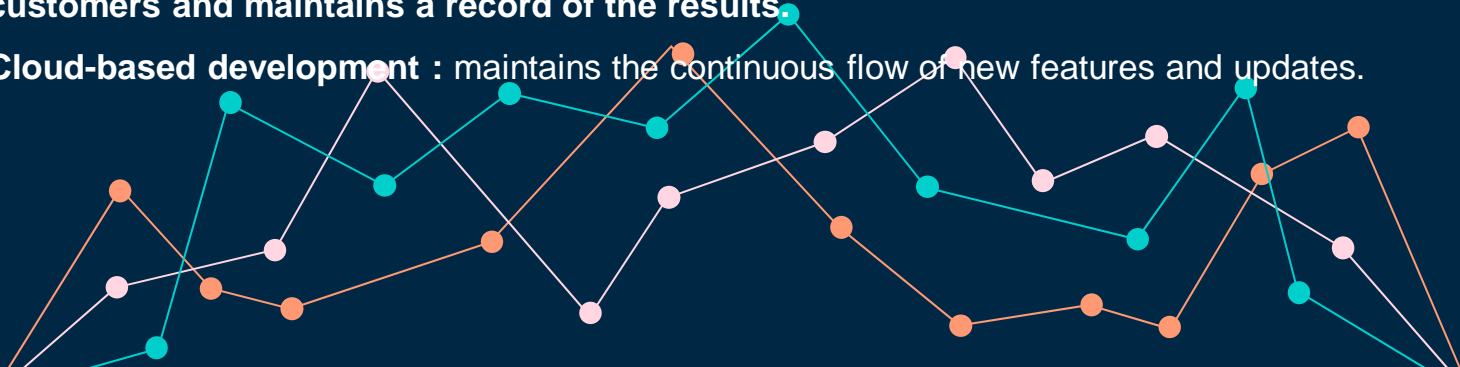 customers and maintains a record of the results.
Cloud-based development : maintains the continuous flow of new features and updates.